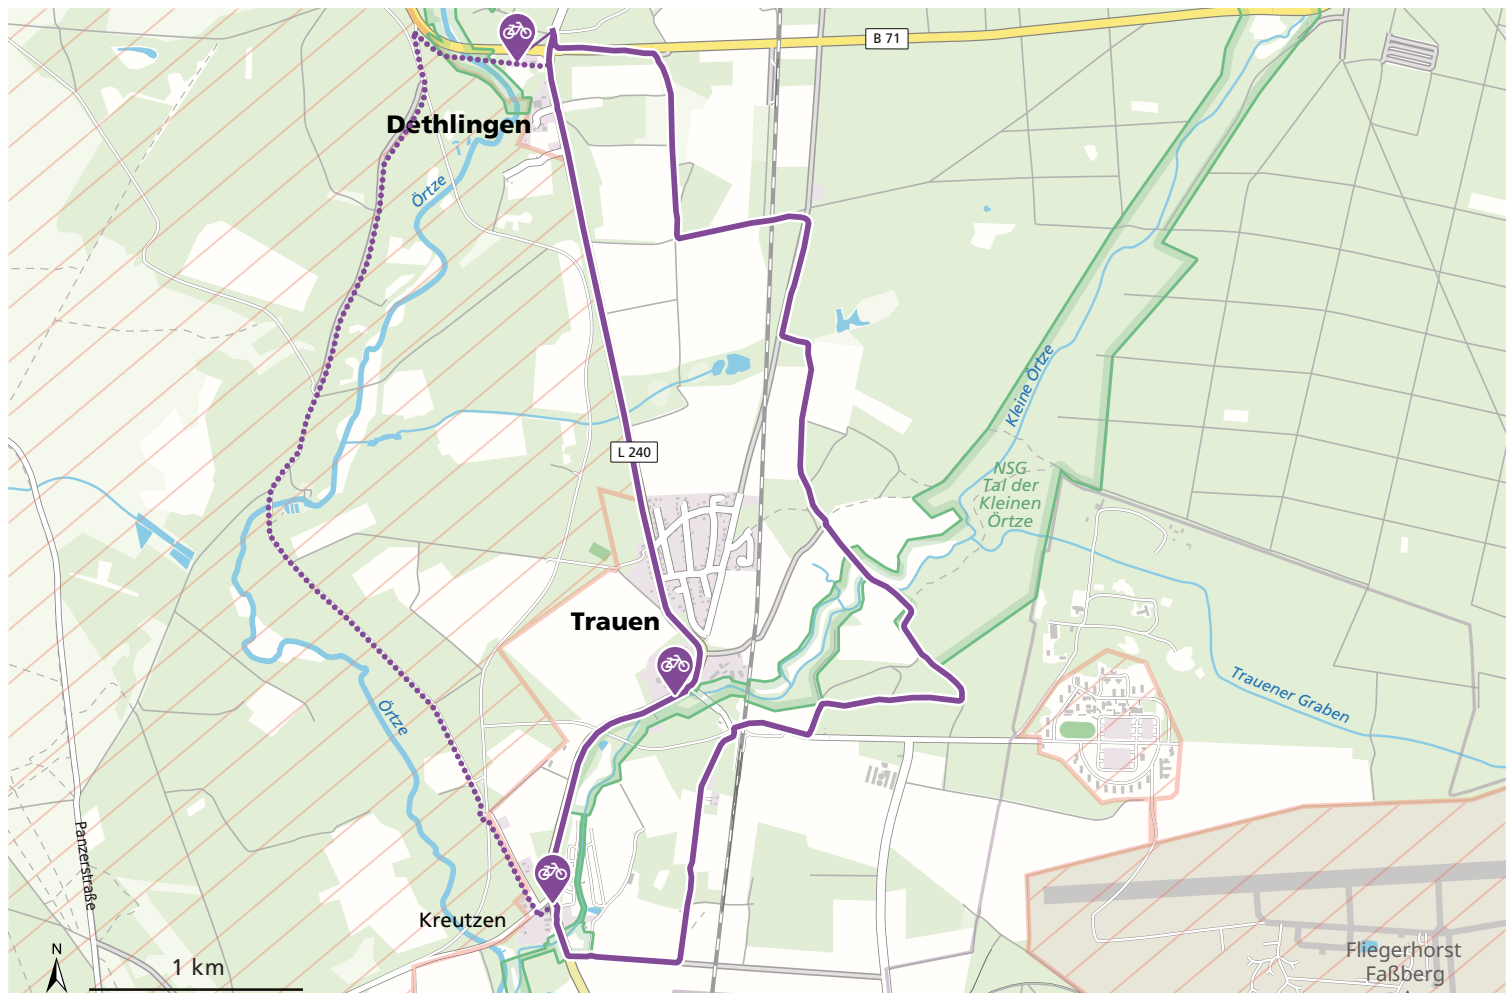 B 71
Dethlingen
Örtze
Kleine Örtze
L 240
NSG
Tal der
Kleinen
Örtze
Trauen
Trauener Graben
Örtze
Panzerstraße
Kreutzen
N
1 km
Fliegerhorst
Faßberg